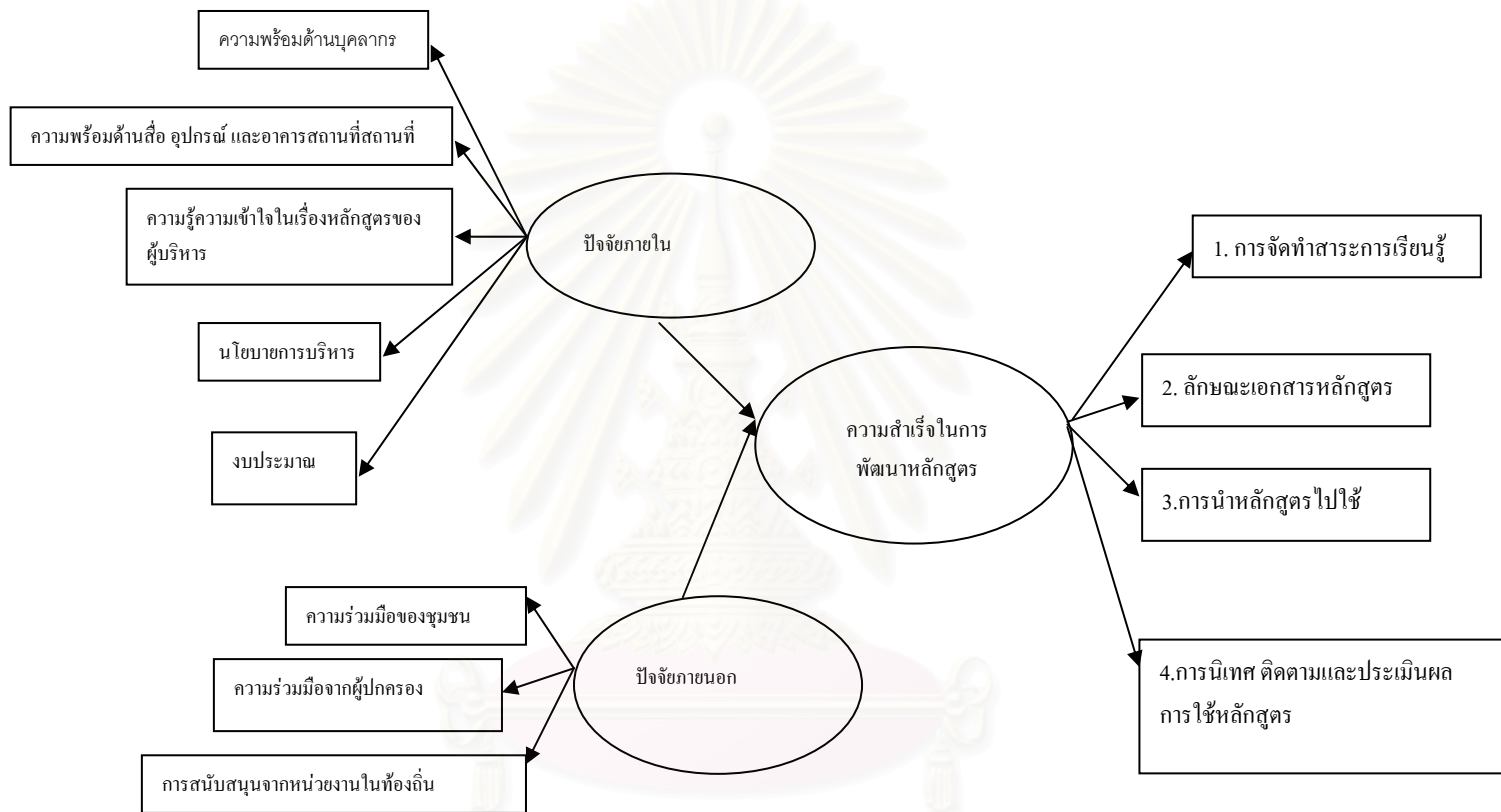 ความพร้อมด้านบุคลากร
ความพร้อมด้านสื่อ อุปกรณ์ และอาคารสถานที่สถานที่
ความรู้ความเข้าใจในเรื่องหลักสูตรของ
ผู้บริหาร
นโยบายการบริหาร
งบประมาณ
ปัจจัยภายใน
ความร่วมมือของชุมชน
ความร่วมมือจากผู้ปกครอง
การสนับสนุนจากหน่วยงานในท้องถิ่น
ปัจจัยภายนอก
ความสำเร็จในการ
พัฒนาหลักสูตร
1. การจัดทำสาระการเรียนรู้
2. ลักษณะเอกสารหลักสูตร
3.การนำหลักสูตรไปใช้
4.การนิเทศ ติดตามและประเมินผล
การใช้หลักสูตร